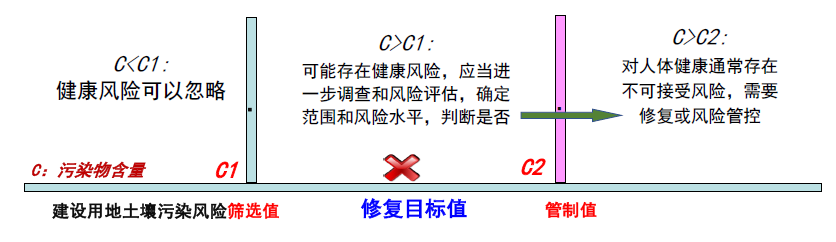 C<C1:
健康风险可以忽略
C>C1:
可能存在健康风险，应当进
一步调查和风险评估，确定
范围和风险水平，判断是否
C>C2:
对人体健康通常存在
不可接受风险，需要
修复或风险管控
C：污染物含量
C1
C2
建设用地土壤污染风险筛选值
修复目标值
管制值